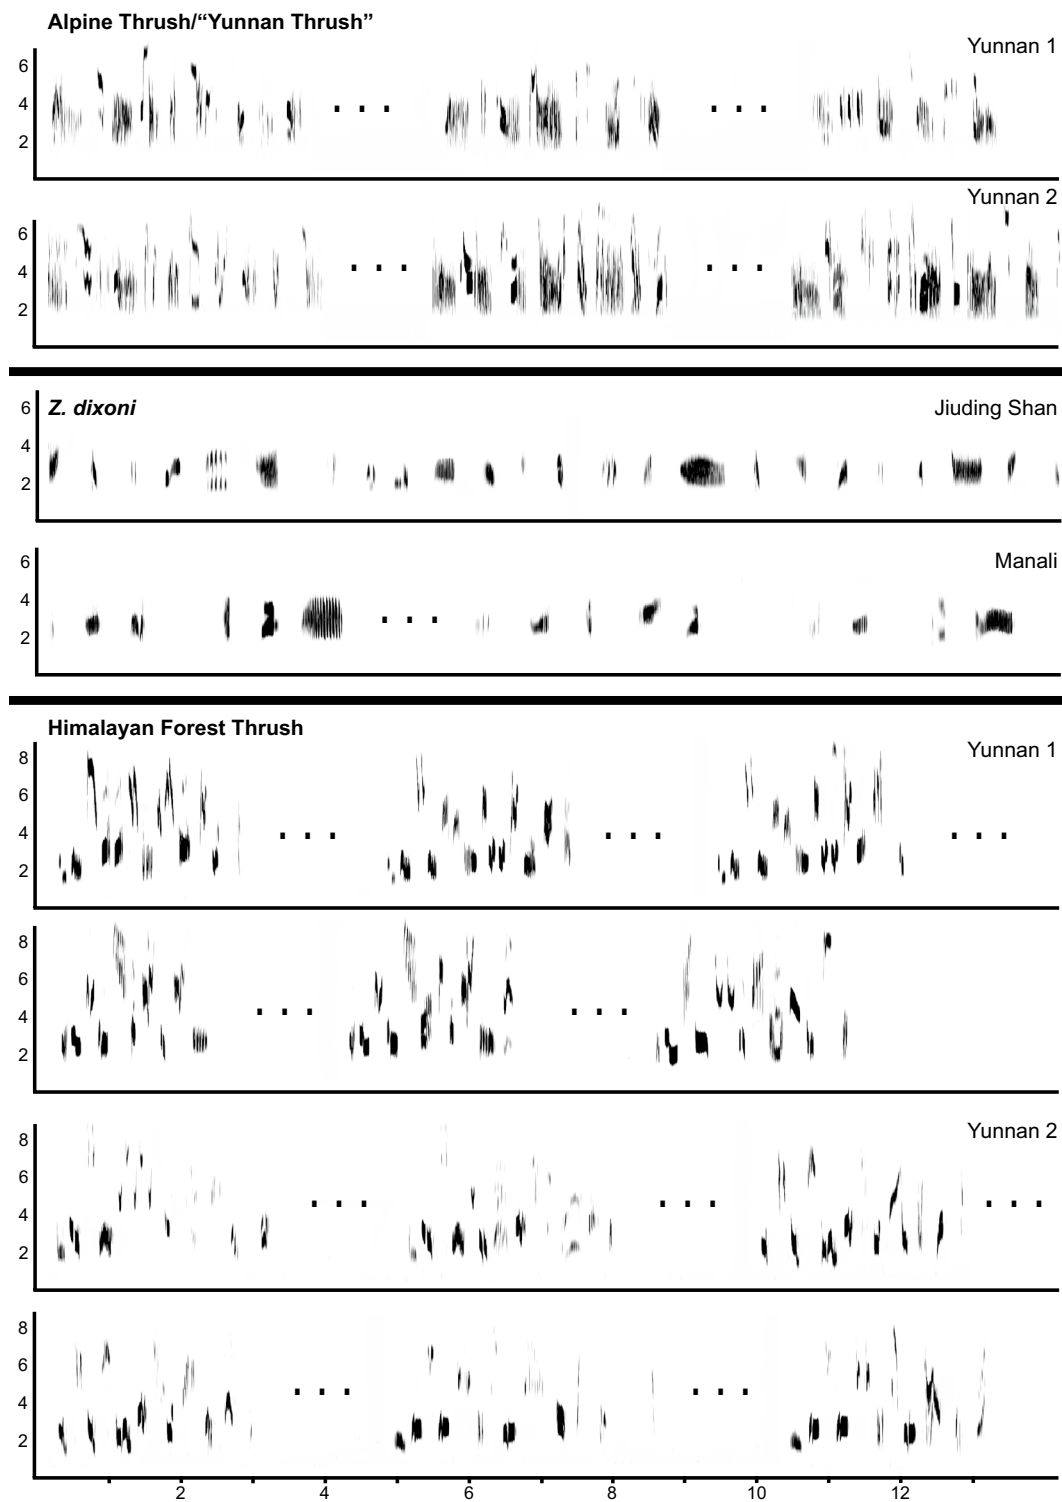 Alpine Thrush/“Yunnan Thrush”
Yunnan 1
6
4
2
Yunnan 2
6
4
2
Z. dixoni
Jiuding Shan
6
4
2
Manali
6
4
2
Himalayan Forest Thrush
Yunnan 1
8
6
4
2
8
6
4
2
Yunnan 2
8
6
4
2
8
6
4
2
2 4 6 8 10 12